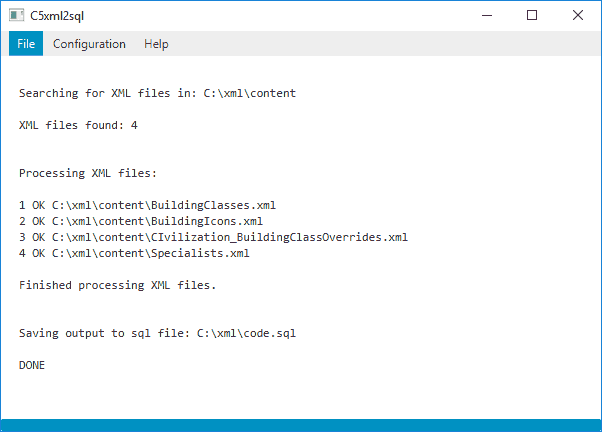 C5xml2sql
File Configuration Help
Searching for XML files in: C:\xml\content
XML files found: 4
Processing XML files:
1 OK C:\xml\content\BuildingClasses.xml
2 OK C:\xml\content\BuildingIcons.xml
3 OK C:\xml\content\CIvilization_BuildingClassOverrides.xml
4 OK C:\xml\content\Specialists.xml
Finished processing XML files.
Saving output to sql file: C:\xml\code.sql
DONE